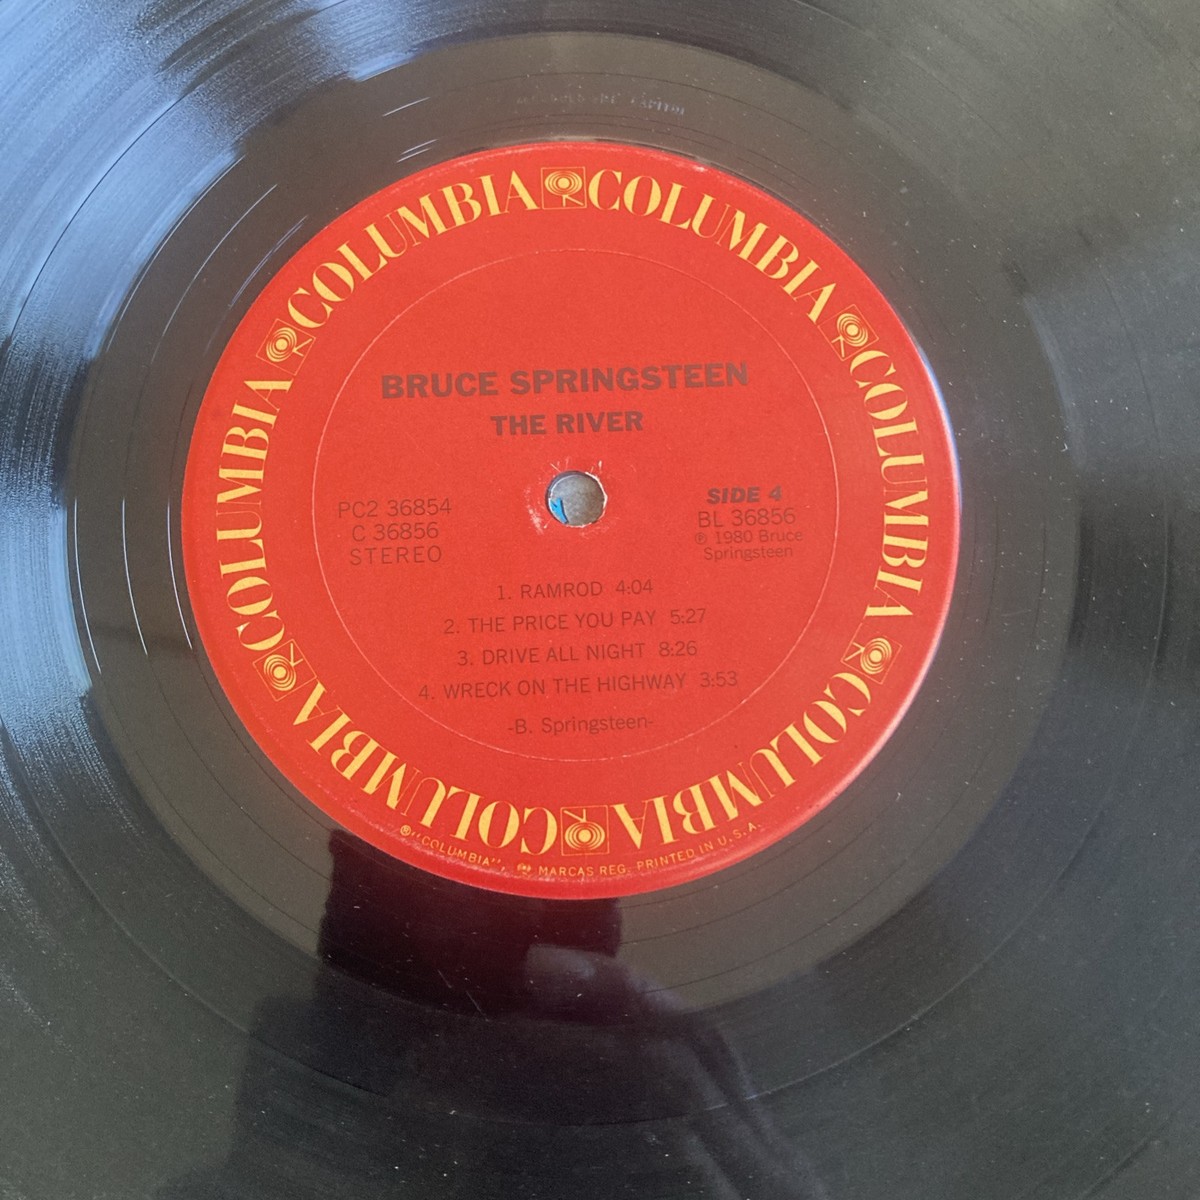 COLUMBIA COLUMBIA COLUMBIA COLUMBIA COLUMBIA COLUMBIA
BRUCE SPRINGSTEEN
THE RIVER
PC2 36854
C 36856
STEREO
SIDE 4
BL 36856
℗ 1980 Bruce
Springsteen
1. RAMROD 4:04
2. THE PRICE YOU PAY 5:27
3. DRIVE ALL NIGHT 8:26
4. WRECK ON THE HIGHWAY 3:53
-B. Springsteen-
®"COLUMBIA", MARCAS REG. PRINTED IN U.S.A.